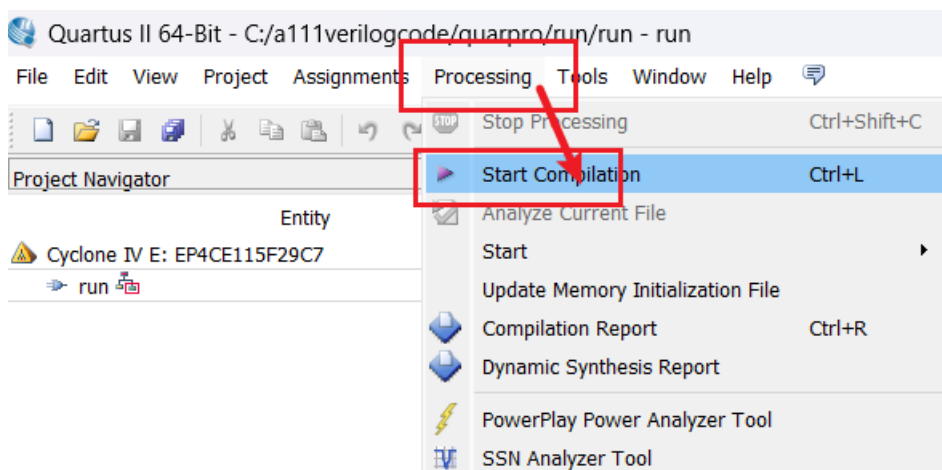 Quartus II 64-Bit - C:/a111verilogcode/quarpro/run/run - run
File Edit View Project Assignments Processing Tools Window Help
STOP Stop Processing Ctrl+Shift+C
Project Navigator
Start Compilation Ctrl+L
Entity
Analyze Current File
Cyclone IV E: EP4CE115F29C7
Start
run
Update Memory Initialization File
Compilation Report Ctrl+R
Dynamic Synthesis Report
PowerPlay Power Analyzer Tool
SSN Analyzer Tool